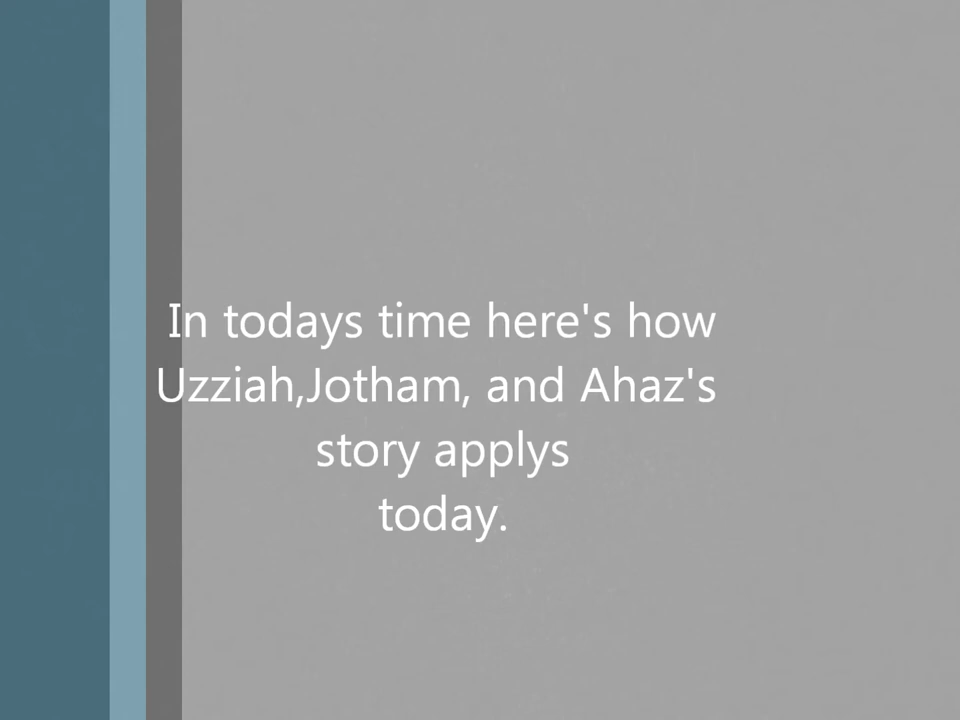 In todays time here's how
Uzziah,Jotham, and Ahaz's
story applys
today.